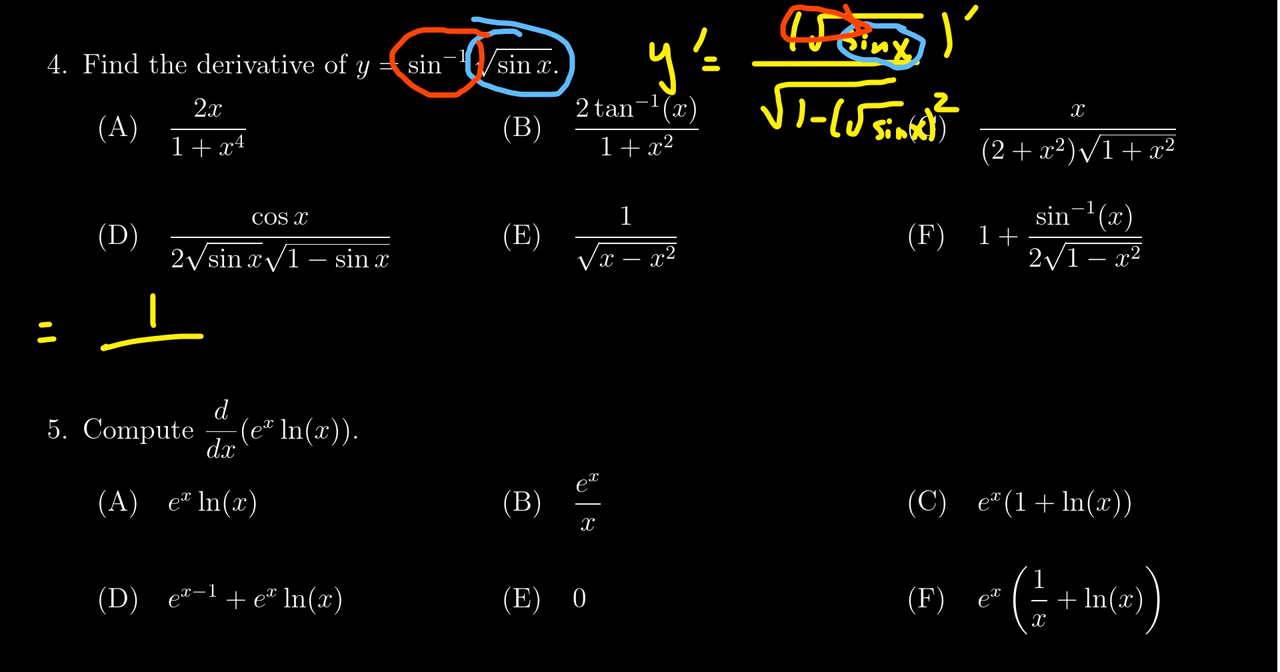 4. Find the derivative of y = sin⁻¹ √(sin x).
y' = (√(sin x))' / √(1-(√(sin x))²)
(A) 2x / (1 + x⁴) (B) 2 tan⁻¹(x) / (1 + x²) (C) x / ((2 + x²)√(1 + x²))
(D) cos x / (2√(sin x)√(1 − sin x)) (E) 1 / √(x − x²) (F) 1 + sin⁻¹(x) / (2√(1 − x²))
= 1
5. Compute d/dx (eˣ ln(x)).
(A) eˣ ln(x) (B) eˣ / x (C) eˣ(1 + ln(x))
(D) eˣ⁻¹ + eˣ ln(x) (E) 0 (F) eˣ (1/x + ln(x))